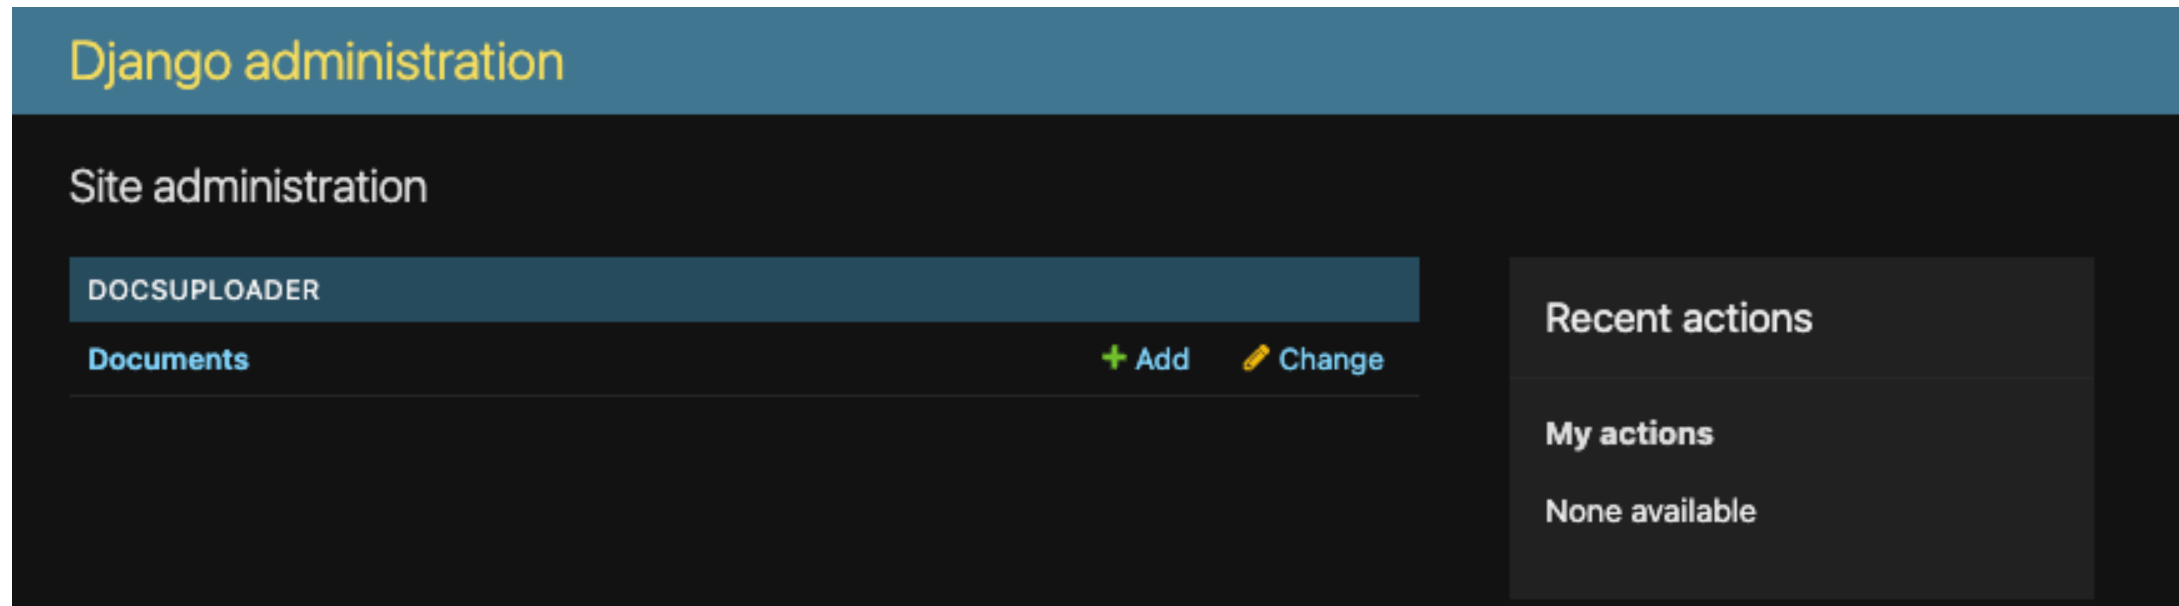 Django administration
Site administration
DOCSUPLOADER
Documents Add Change
Recent actions
My actions
None available